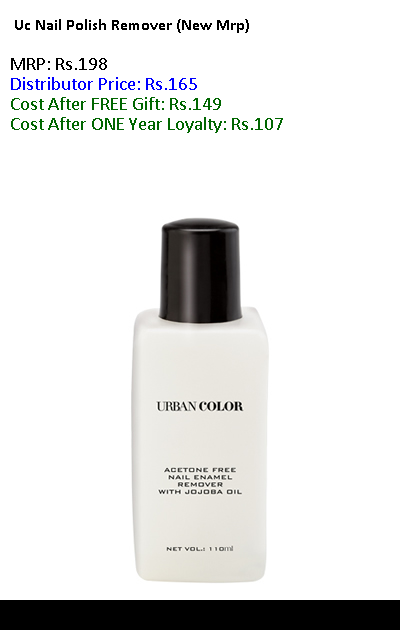 Uc Nail Polish Remover (New Mrp)
MRP: Rs.198
Distributor Price: Rs.165
Cost After FREE Gift: Rs.149
Cost After ONE Year Loyalty: Rs.107
URBAN COLOR
ACETONE FREE
NAIL ENAMEL
REMOVER
WITH JOJOBA OIL
NET VOL.: 110ml